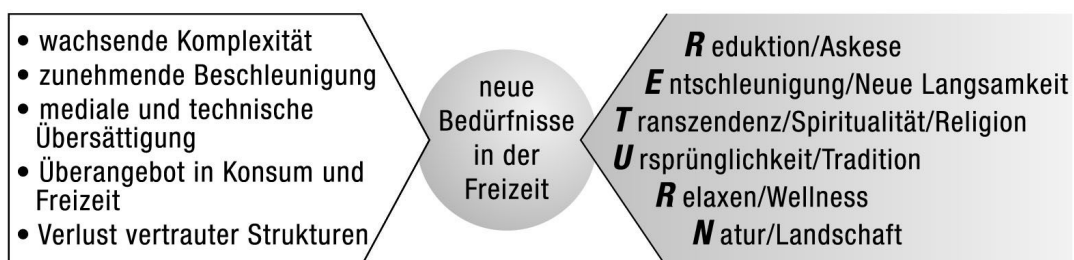 • wachsende Komplexität
• zunehmende Beschleunigung
• mediale und technische
Übersättigung
• Überangebot in Konsum und
Freizeit
• Verlust vertrauter Strukturen
neue
Bedürfnisse
in der
Freizeit
R eduktion/Askese
E ntschleunigung/Neue Langsamkeit
T ranszendenz/Spiritualität/Religion
U rsprünglichkeit/Tradition
R elaxen/Wellness
N atur/Landschaft